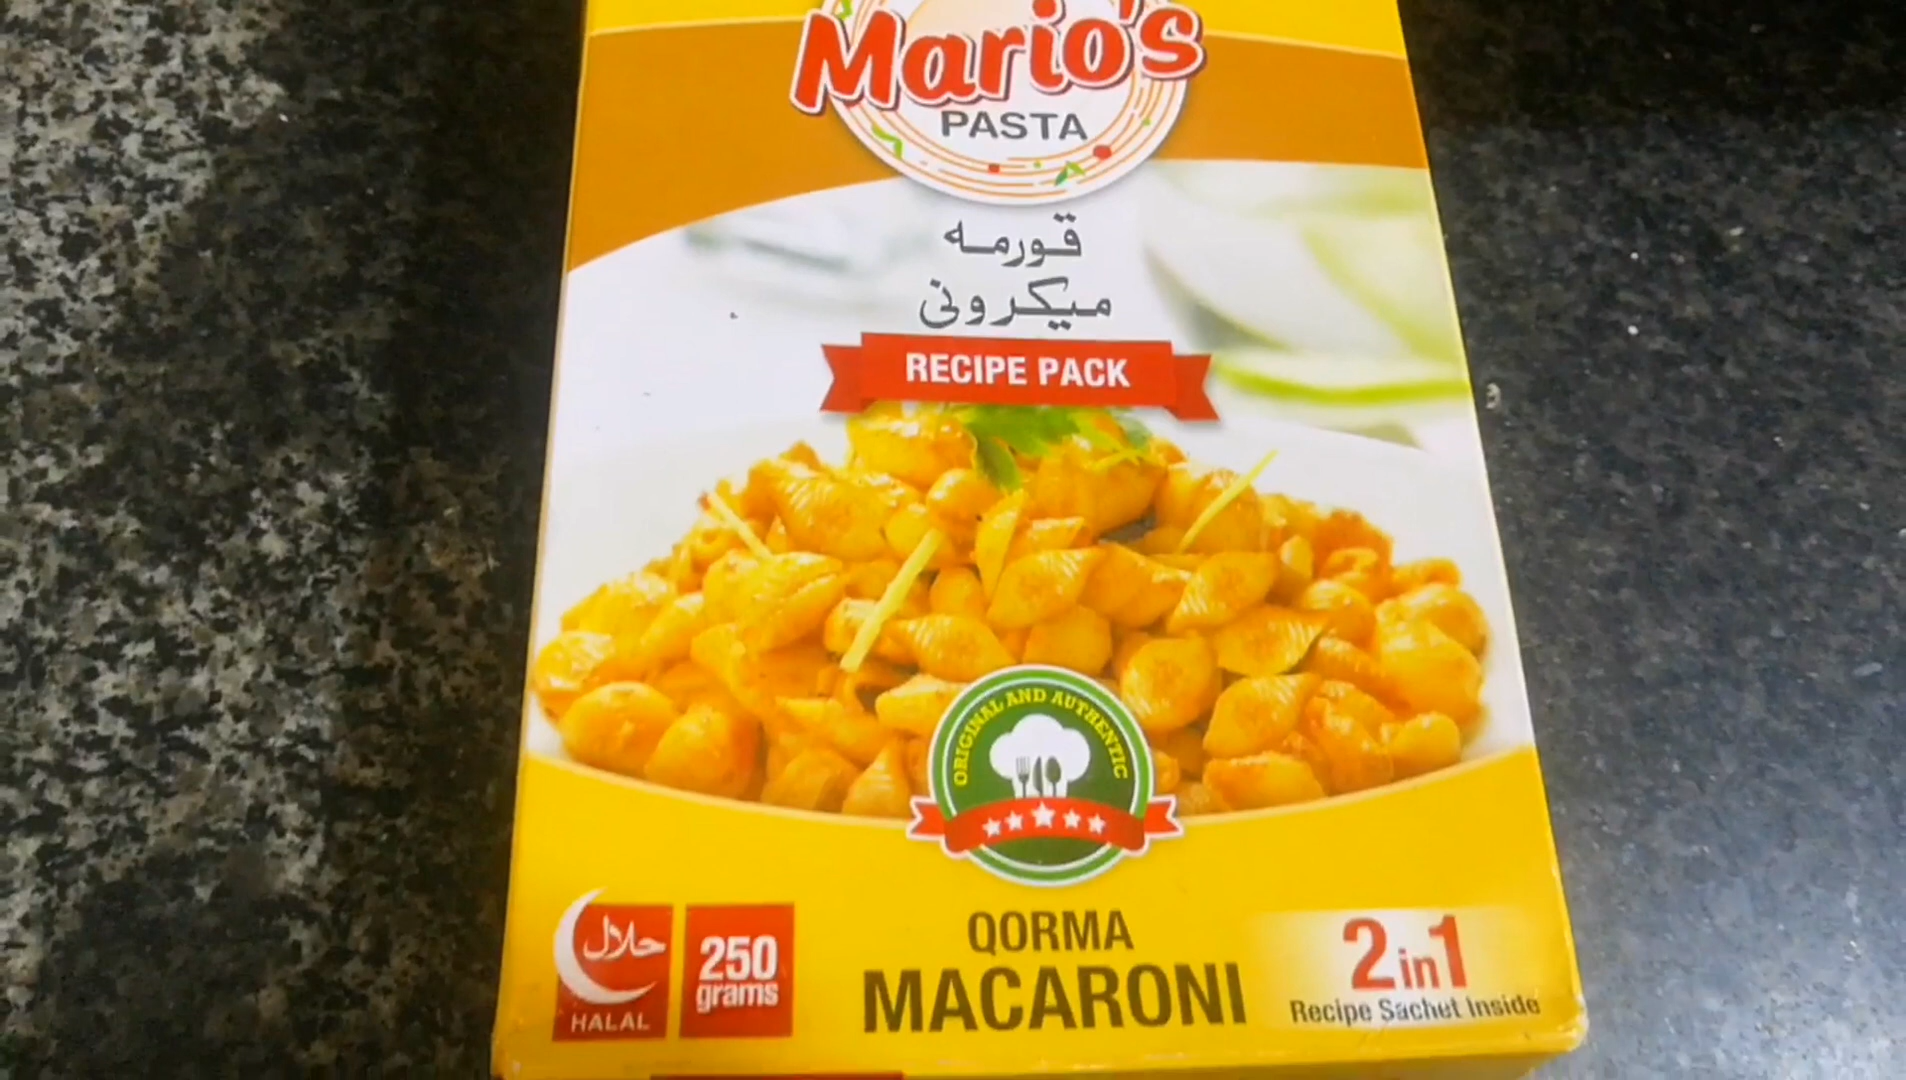 Mario's
PASTA
قورمہ
میکرونی
RECIPE PACK
ORIGINAL AND AUTHENTIC
حلال
HALAL
250
grams
QORMA
MACARONI
2in1
Recipe Sachet Inside